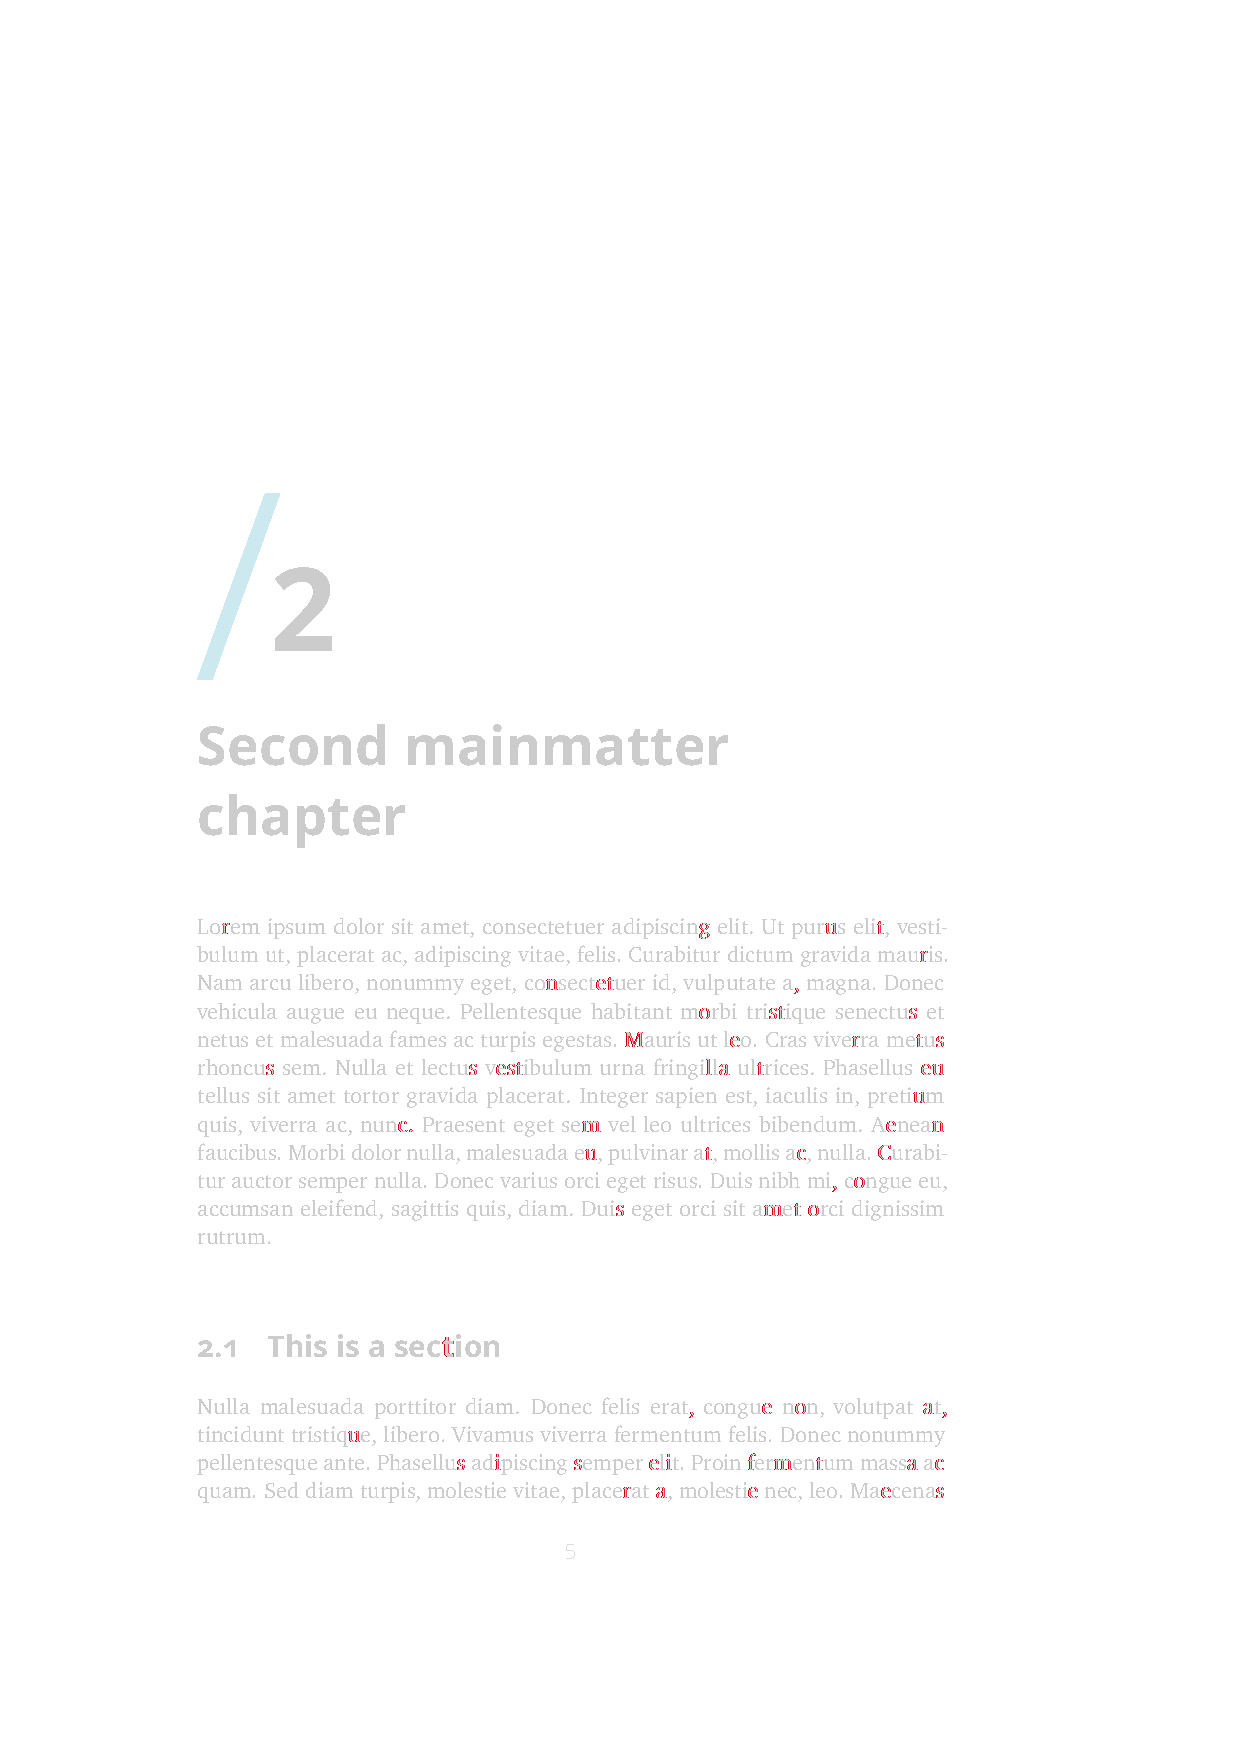 /2
Second mainmatter
chapter
Lorem ipsum dolor sit amet, consectetuer adipiscing elit. Ut purus elit, vesti-
bulum ut, placerat ac, adipiscing vitae, felis. Curabitur dictum gravida mauris.
Nam arcu libero, nonummy eget, consectetuer id, vulputate a, magna. Donec
vehicula augue eu neque. Pellentesque habitant morbi tristique senectus et
netus et malesuada fames ac turpis egestas. Mauris ut leo. Cras viverra metus
rhoncus sem. Nulla et lectus vestibulum urna fringilla ultrices. Phasellus eu
tellus sit amet tortor gravida placerat. Integer sapien est, iaculis in, pretium
quis, viverra ac, nunc. Praesent eget sem vel leo ultrices bibendum. Aenean
faucibus. Morbi dolor nulla, malesuada eu, pulvinar at, mollis ac, nulla. Curabi-
tur auctor semper nulla. Donec varius orci eget risus. Duis nibh mi, congue eu,
accumsan eleifend, sagittis quis, diam. Duis eget orci sit amet orci dignissim
rutrum.
2.1 This is a section
Nulla malesuada porttitor diam. Donec felis erat, congue non, volutpat at,
tincidunt tristique, libero. Vivamus viverra fermentum felis. Donec nonummy
pellentesque ante. Phasellus adipiscing semper elit. Proin fermentum massa ac
quam. Sed diam turpis, molestie vitae, placerat a, molestie nec, leo. Maecenas
5